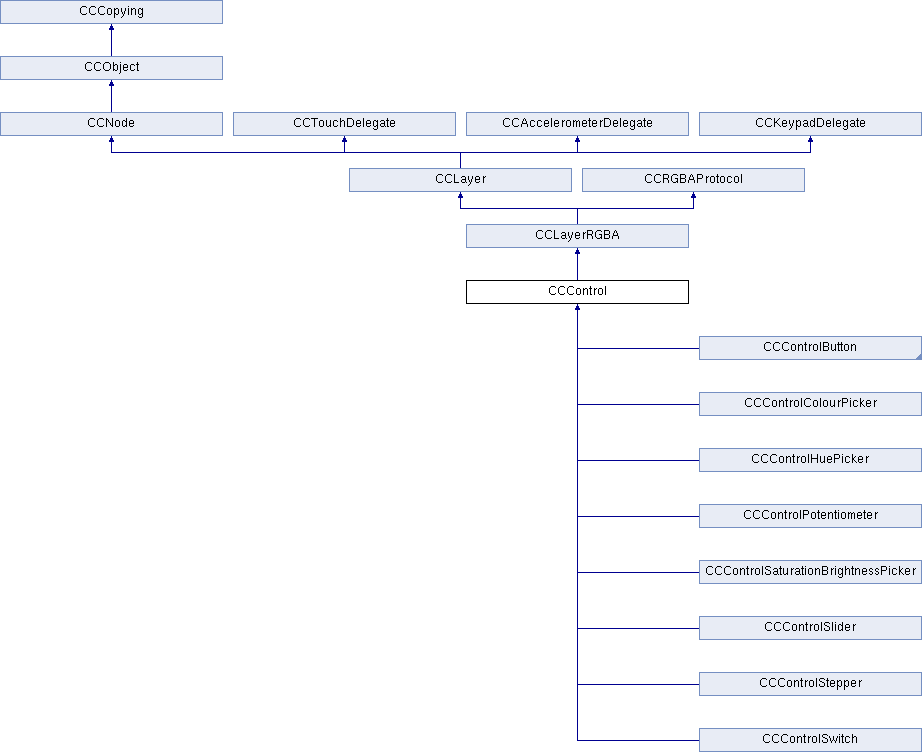 CCCopying
CCObject
CCNode
CCTouchDelegate
CCAccelerometerDelegate
CCKeypadDelegate
CCLayer
CCRGBAProtocol
CCLayerRGBA
CCControl
CCControlButton
CCControlColourPicker
CCControlHuePicker
CCControlPotentiometer
CCControlSaturationBrightnessPicker
CCControlSlider
CCControlStepper
CCControlSwitch